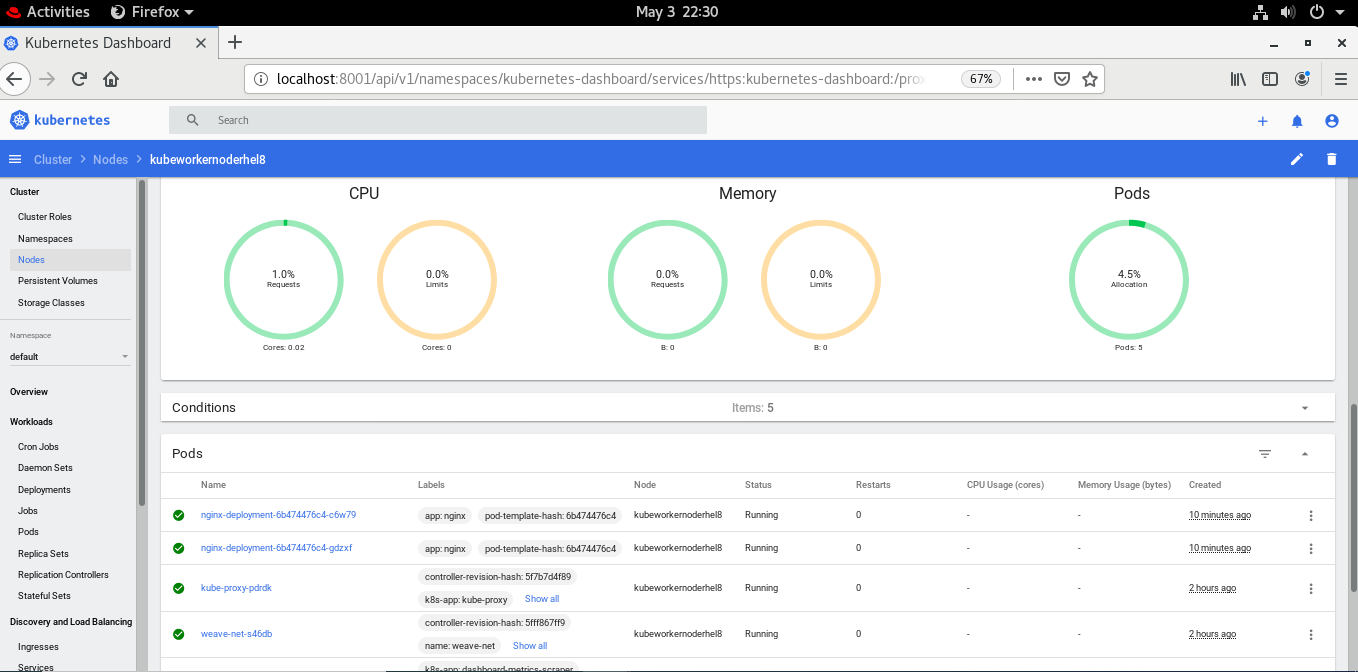 Activities Firefox May 3 22:30
Kubernetes Dashboard
localhost:8001/api/v1/namespaces/kubernetes-dashboard/services/https:kubernetes-dashboard:/prox 67%
kubernetes Search
Cluster Nodes kubeworkernoderhel8
Cluster
Cluster Roles
Namespaces
Nodes
Persistent Volumes
Storage Classes
Namespace
default
Overview
Workloads
Cron Jobs
Daemon Sets
Deployments
Jobs
Pods
Replica Sets
Replication Controllers
Stateful Sets
Discovery and Load Balancing
Ingresses
Services
CPU Memory Pods
1.0% 0.0% 0.0% 0.0% 4.5%
Requests Limits Requests Limits Allocation
Cores: 0.02 Cores: 0 B: 0 B: 0 Pods: 5
Conditions Items: 5
Pods
Name Labels Node Status Restarts CPU Usage (cores) Memory Usage (bytes) Created
nginx-deployment-6b474476c4-c6w79 app: nginx pod-template-hash: 6b474476c4 kubeworkernoderhel8 Running 0 - - 10 minutes ago
nginx-deployment-6b474476c4-gdzxf app: nginx pod-template-hash: 6b474476c4 kubeworkernoderhel8 Running 0 - - 10 minutes ago
controller-revision-hash: 5f7b7d4f89
kube-proxy-pdrdk kubeworkernoderhel8 Running 0 - - 2 hours ago
k8s-app: kube-proxy Show all
controller-revision-hash: 5fff867ff9
weave-net-s46db kubeworkernoderhel8 Running 0 - - 2 hours ago
name: weave-net Show all
k8s-app: dashboard-metrics-scraper